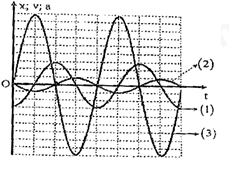 x; v; a
(2)
O
t
(1)
(3)